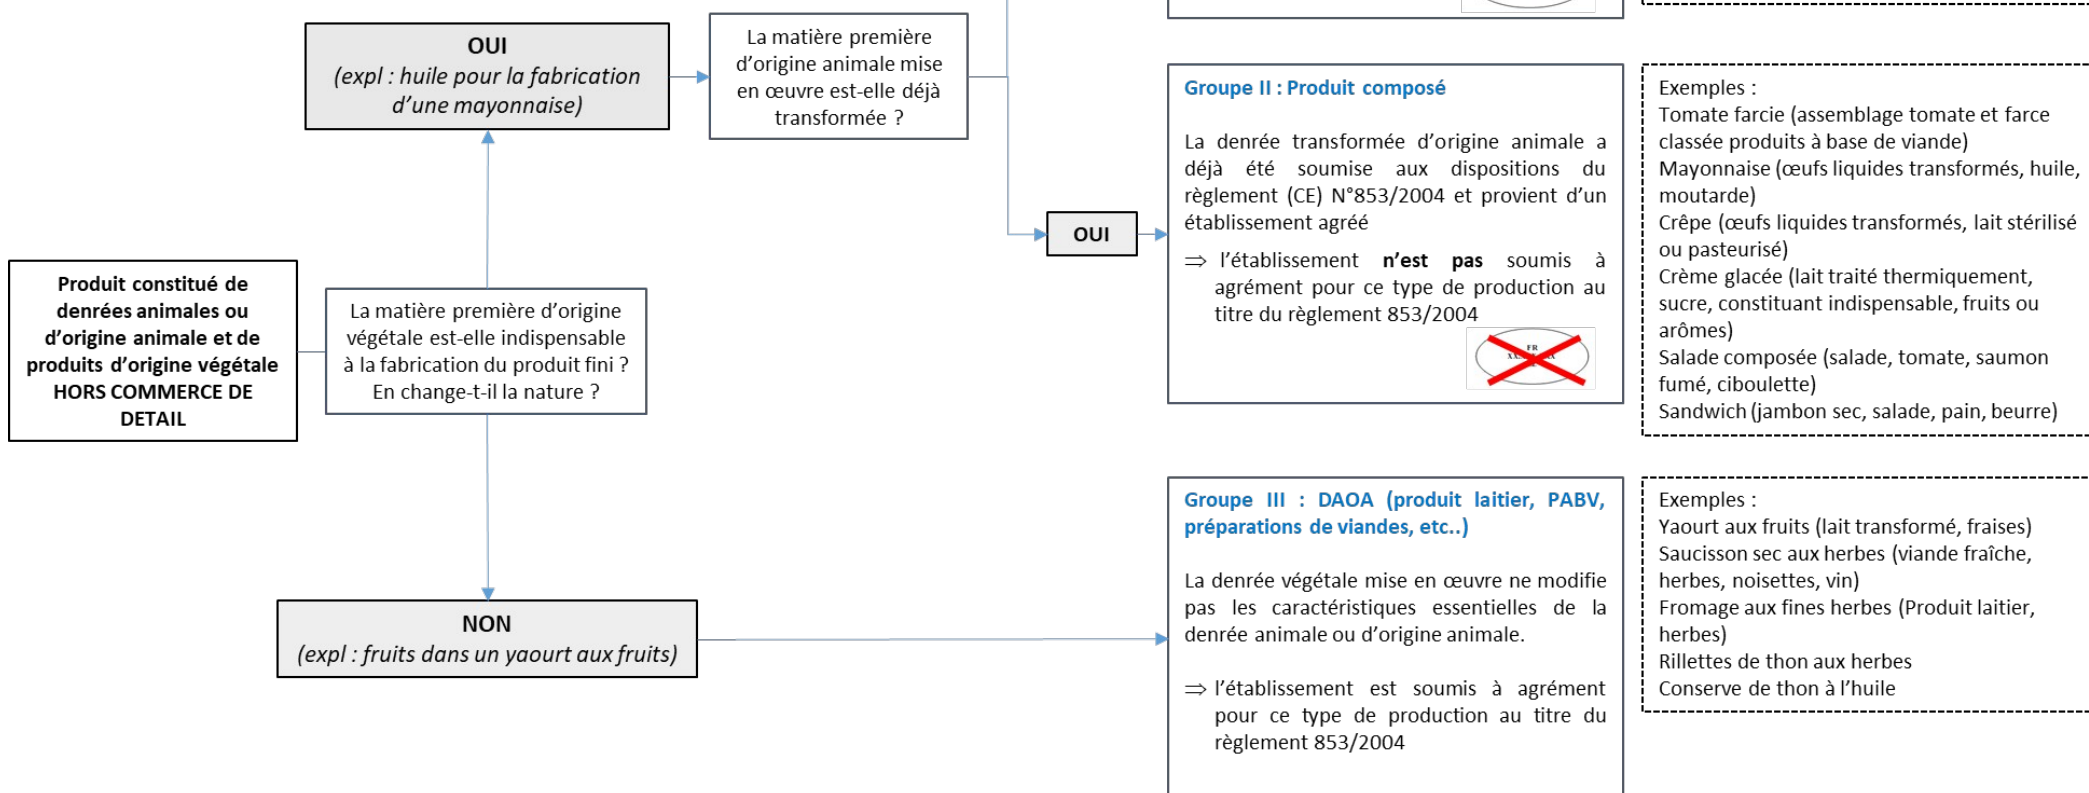 OUI
(expl : huile pour la fabrication
d’une mayonnaise)
La matière première
d’origine animale mise
en œuvre est-elle déjà
transformée ?
Produit constitué de
denrées animales ou
d’origine animale et de
produits d’origine végétale
HORS COMMERCE DE
DETAIL
La matière première d’origine
végétale est-elle indispensable
à la fabrication du produit fini ?
En change-t-il la nature ?
OUI
Groupe II : Produit composé
La denrée transformée d’origine animale a
déjà été soumise aux dispositions du
règlement (CE) N°853/2004 et provient d’un
établissement agréé
⇒ l’établissement n’est pas soumis à
agrément pour ce type de production au
titre du règlement 853/2004
FR
Exemples :
Tomate farcie (assemblage tomate et farce
classée produits à base de viande)
Mayonnaise (œufs liquides transformés, huile,
moutarde)
Crêpe (œufs liquides transformés, lait stérilisé
ou pasteurisé)
Crème glacée (lait traité thermiquement,
sucre, constituant indispensable, fruits ou
arômes)
Salade composée (salade, tomate, saumon
fumé, ciboulette)
Sandwich (jambon sec, salade, pain, beurre)
NON
(expl : fruits dans un yaourt aux fruits)
Groupe III : DAOA (produit laitier, PABV,
préparations de viandes, etc..)
La denrée végétale mise en œuvre ne modifie
pas les caractéristiques essentielles de la
denrée animale ou d’origine animale.
⇒ l’établissement est soumis à agrément
pour ce type de production au titre du
règlement 853/2004
Exemples :
Yaourt aux fruits (lait transformé, fraises)
Saucisson sec aux herbes (viande fraîche,
herbes, noisettes, vin)
Fromage aux fines herbes (Produit laitier,
herbes)
Rillettes de thon aux herbes
Conserve de thon à l’huile